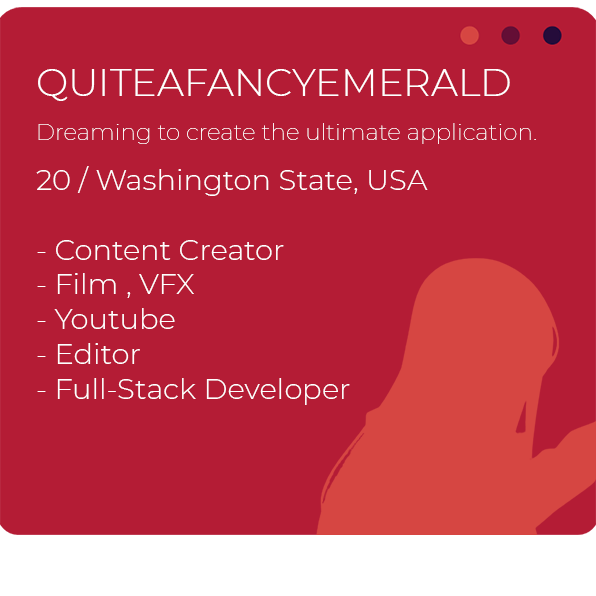 QUITEAFANCYEMERALD
Dreaming to create the ultimate application.
20 / Washington State, USA
- Content Creator
- Film , VFX
- Youtube
- Editor
- Full-Stack Developer